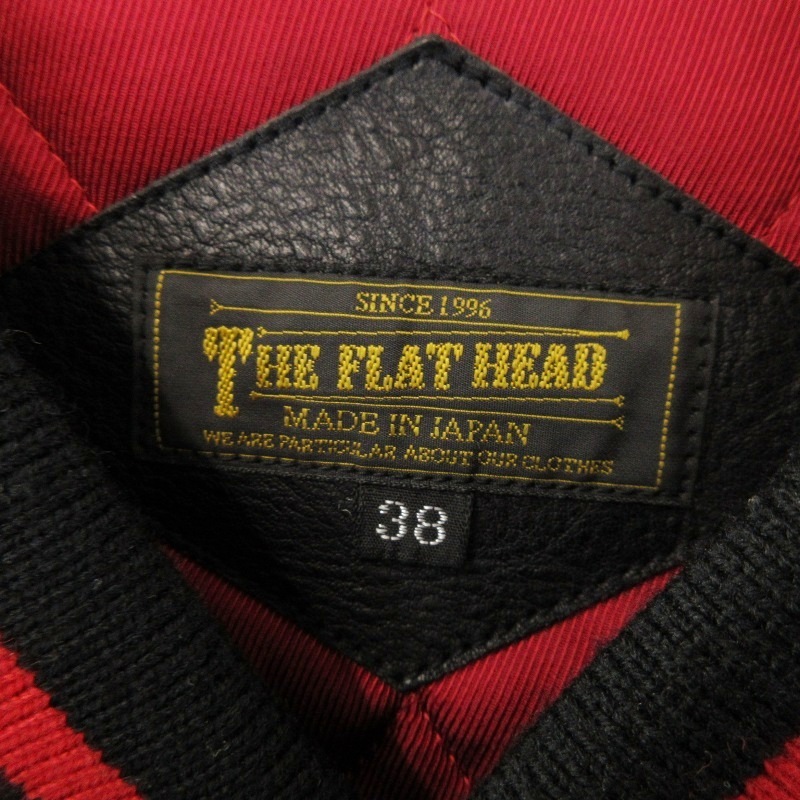 SINCE 1996
THE FLAT HEAD
MADE IN JAPAN
WE ARE PARTICULAR ABOUT OUR CLOTHES
38